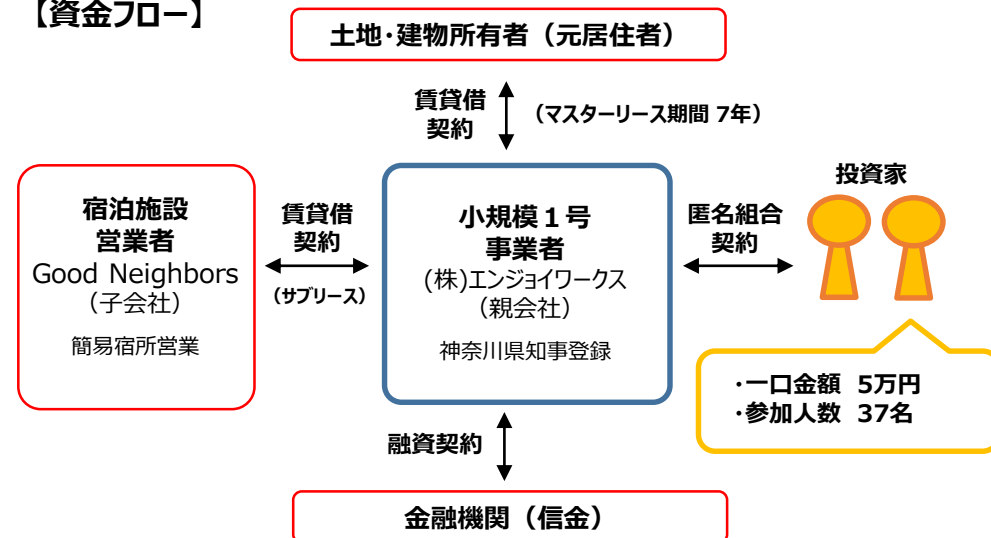 【資金フロー】
土地・建物所有者（元居住者）
賃貸借
契約
（マスターリース期間 7年）
宿泊施設
営業者
Good Neighbors
（子会社）
簡易宿所営業
賃貸借
契約
（サブリース）
小規模１号
事業者
(株)エンジョイワークス
（親会社）
神奈川県知事登録
匿名組合
契約
投資家
・一口金額 5万円
・参加人数 37名
融資契約
金融機関（信金）